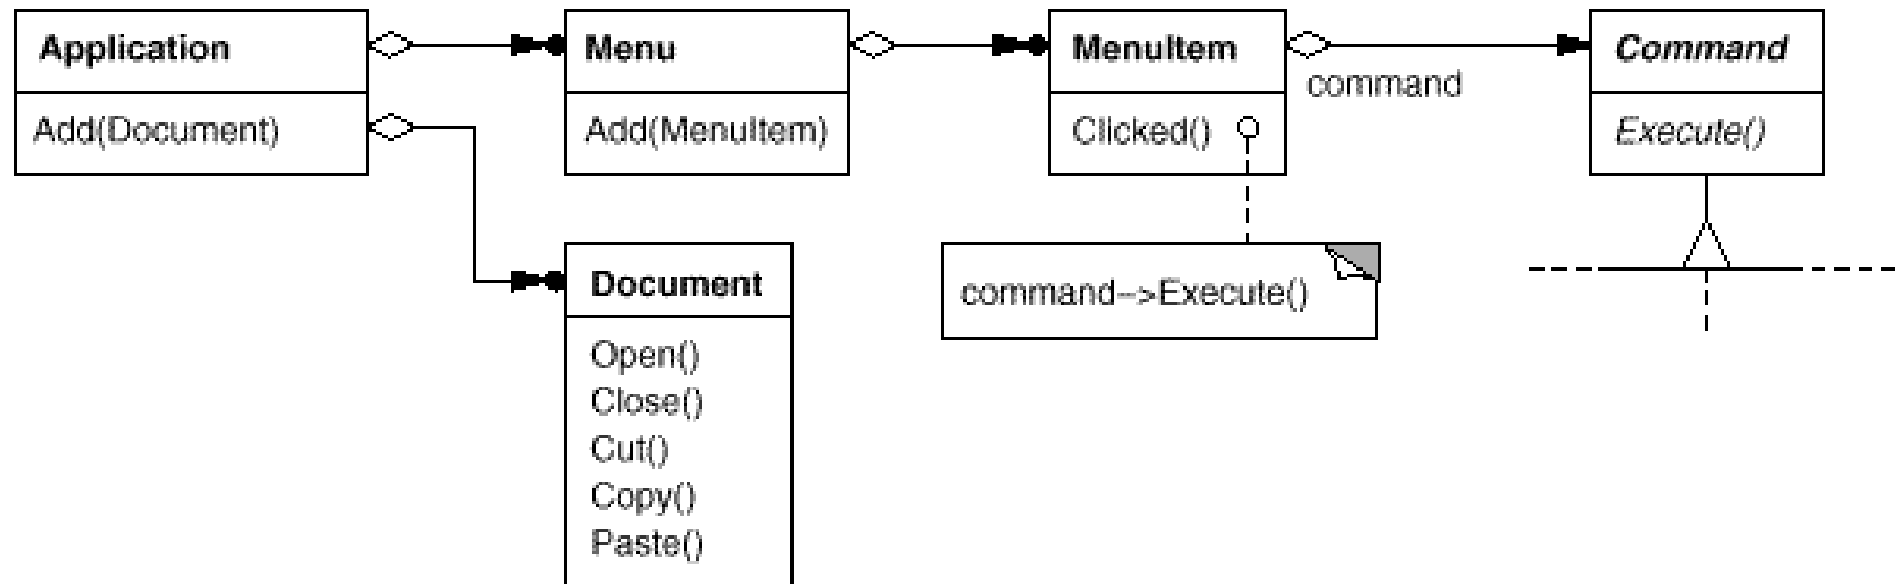 Application
Add(Document)
Menu
Add(MenuItem)
MenuItem
Clicked()
command
Command
Execute()
Document
Open()
Close()
Cut()
Copy()
Paste()
command-->Execute()